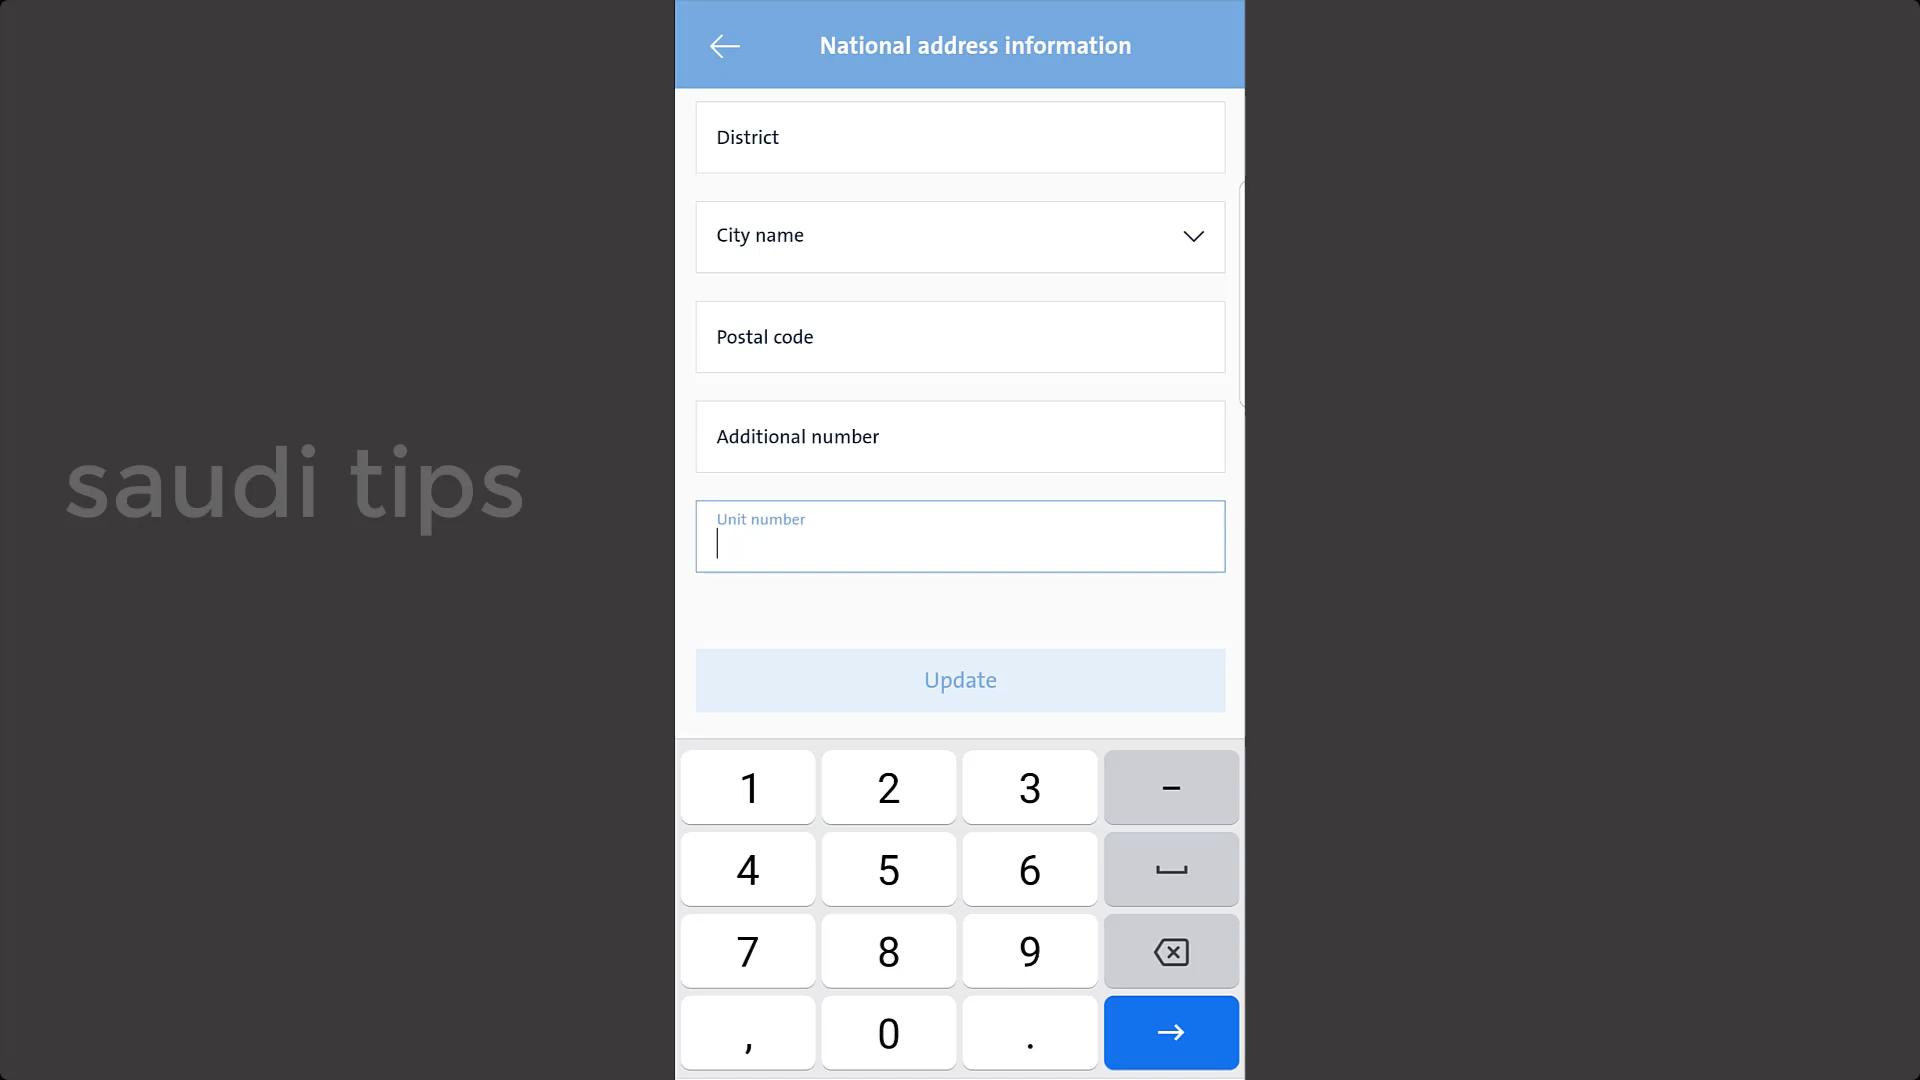 National address information
District
City name
Postal code
Additional number
Unit number
Update
saudi tips
1 2 3 -
4 5 6
7 8 9
, 0 .